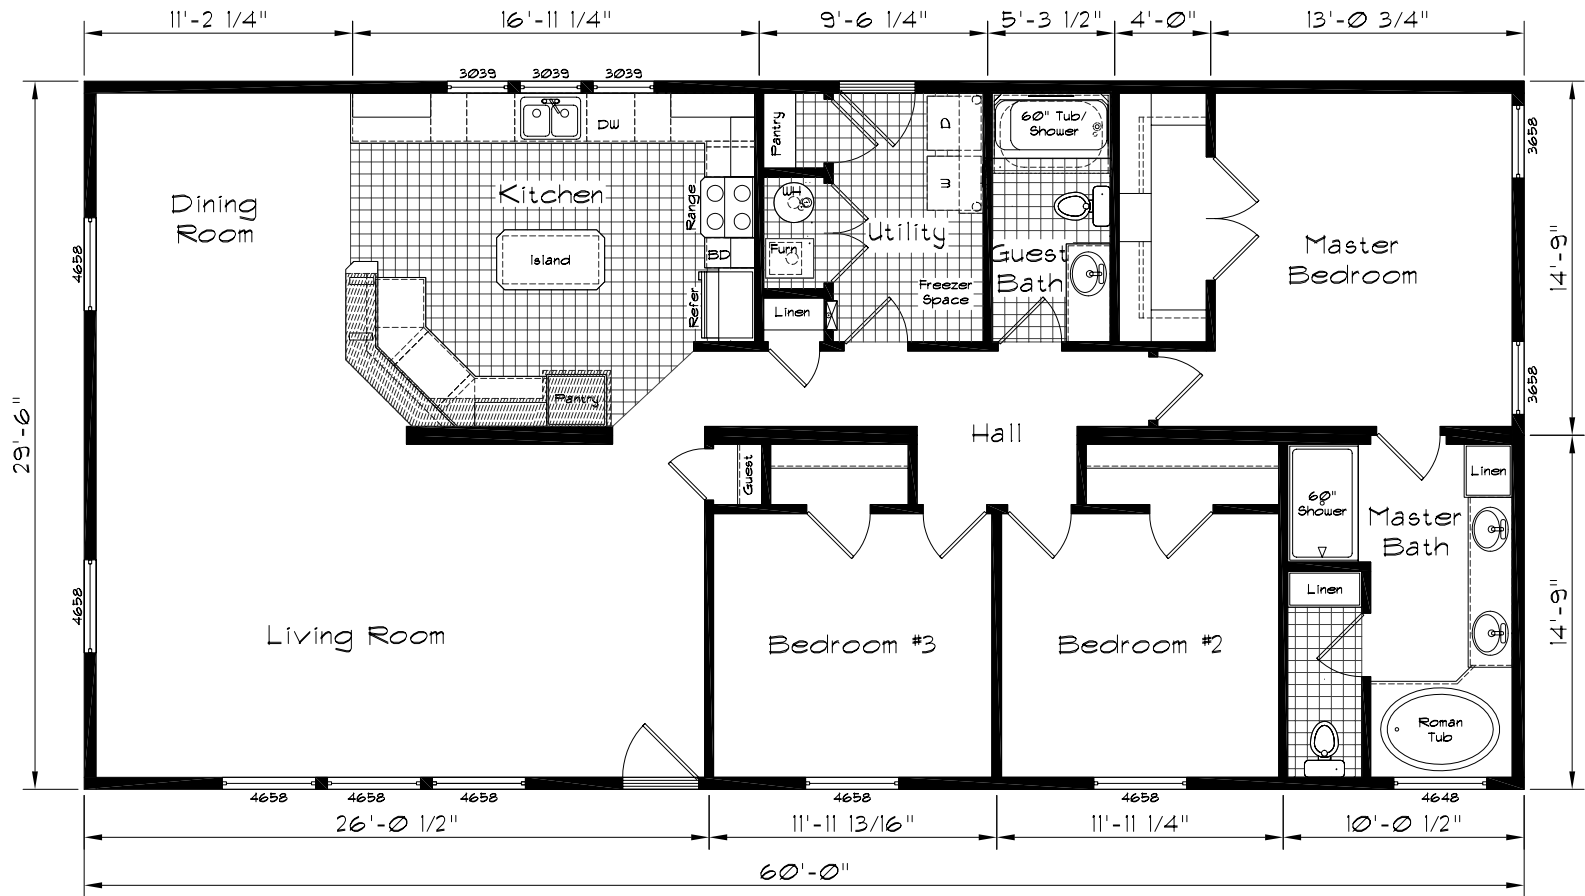 11'-2 1/4"
16'-11 1/4"
9'-6 1/4"
5'-3 1/2"
4'-0"
13'-0 3/4"
3039
3039
3039
DW
Pantry
D
W
60" Tub/
Shower
3658
Dining
Room
Kitchen
Range
WH
Utility
Furn
BD
Island
Refer
Linen
Freezer
Space
Guest
Bath
Master
Bedroom
14'-9"
4658
Pantry
3658
Hall
29'-6"
Guest
60"
Shower
Linen
Master
Bath
Linen
4658
Living Room
Bedroom #3
Bedroom #2
14'-9"
Roman
Tub
4658
4658
4658
4658
4658
4648
26'-0 1/2"
11'-11 13/16"
11'-11 1/4"
10'-0 1/2"
60'-0"